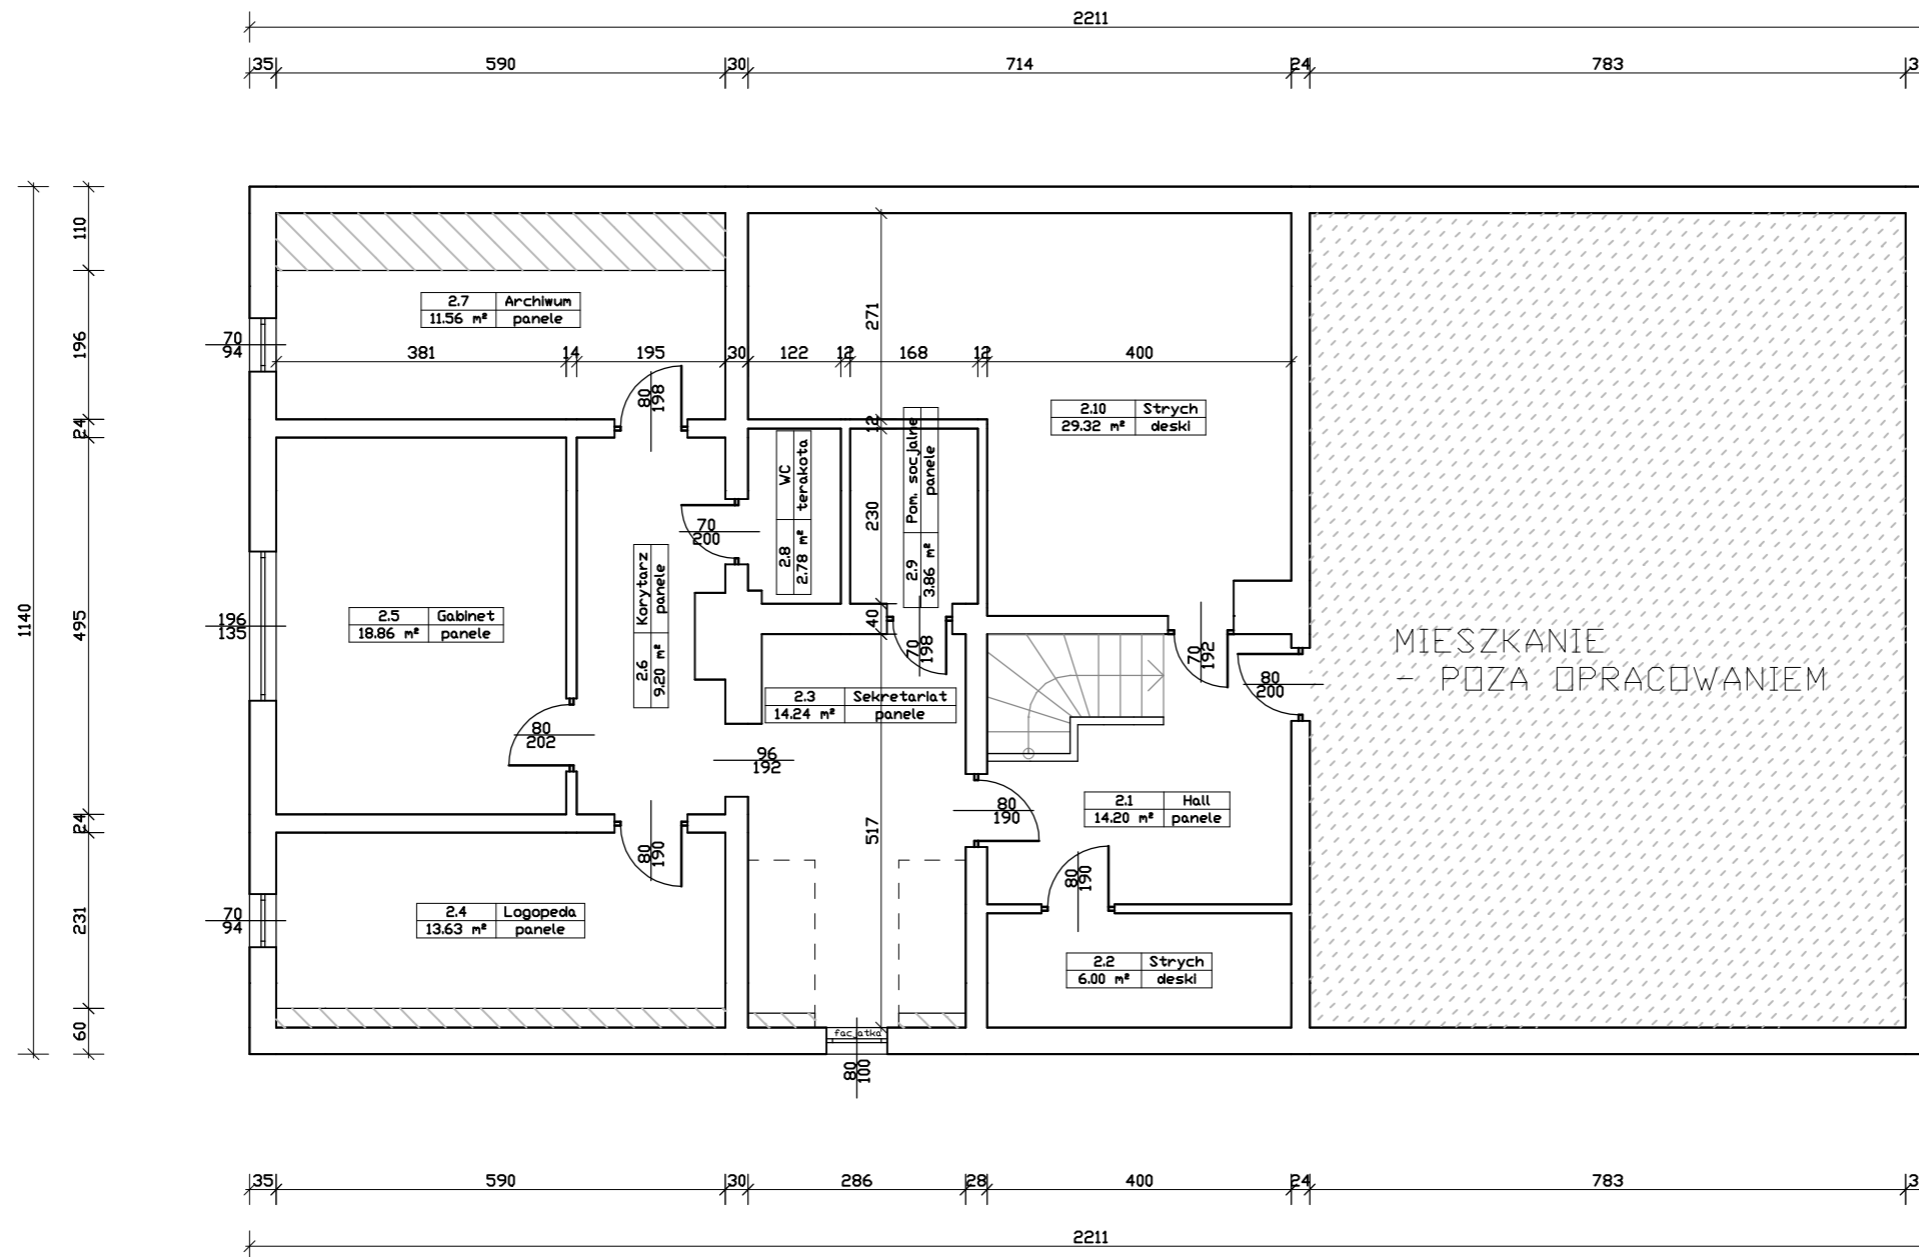 2211
35 590 30 714 24 783 3
1140
110
196
24
495
24
231
60
2.7 Archiwum
11.56 m² panele
70
94
381 14 195 30 122 12 168 12 400
80
198
271
12
230
40
517
2.10 Strych
29.32 m² deski
2.8 WC
2.78 m² terakota
2.9 Pom. socjalne
3.86 m² panele
70
200
2.6 Korytarz
9.20 m² panele
2.5 Gabinet
18.86 m² panele
196
135
70
198
70
192
80
200
MIESZKANIE
- POZA OPRACOWANIEM
2.3 Sekretariat
14.24 m² panele
80
202
96
192
80
190
2.1 Hall
14.20 m² panele
80
190
80
190
2.4 Logopeda
13.63 m² panele
70
94
2.2 Strych
6.00 m² deski
facjatka
80
100
35 590 30 286 28 400 24 783 3
2211